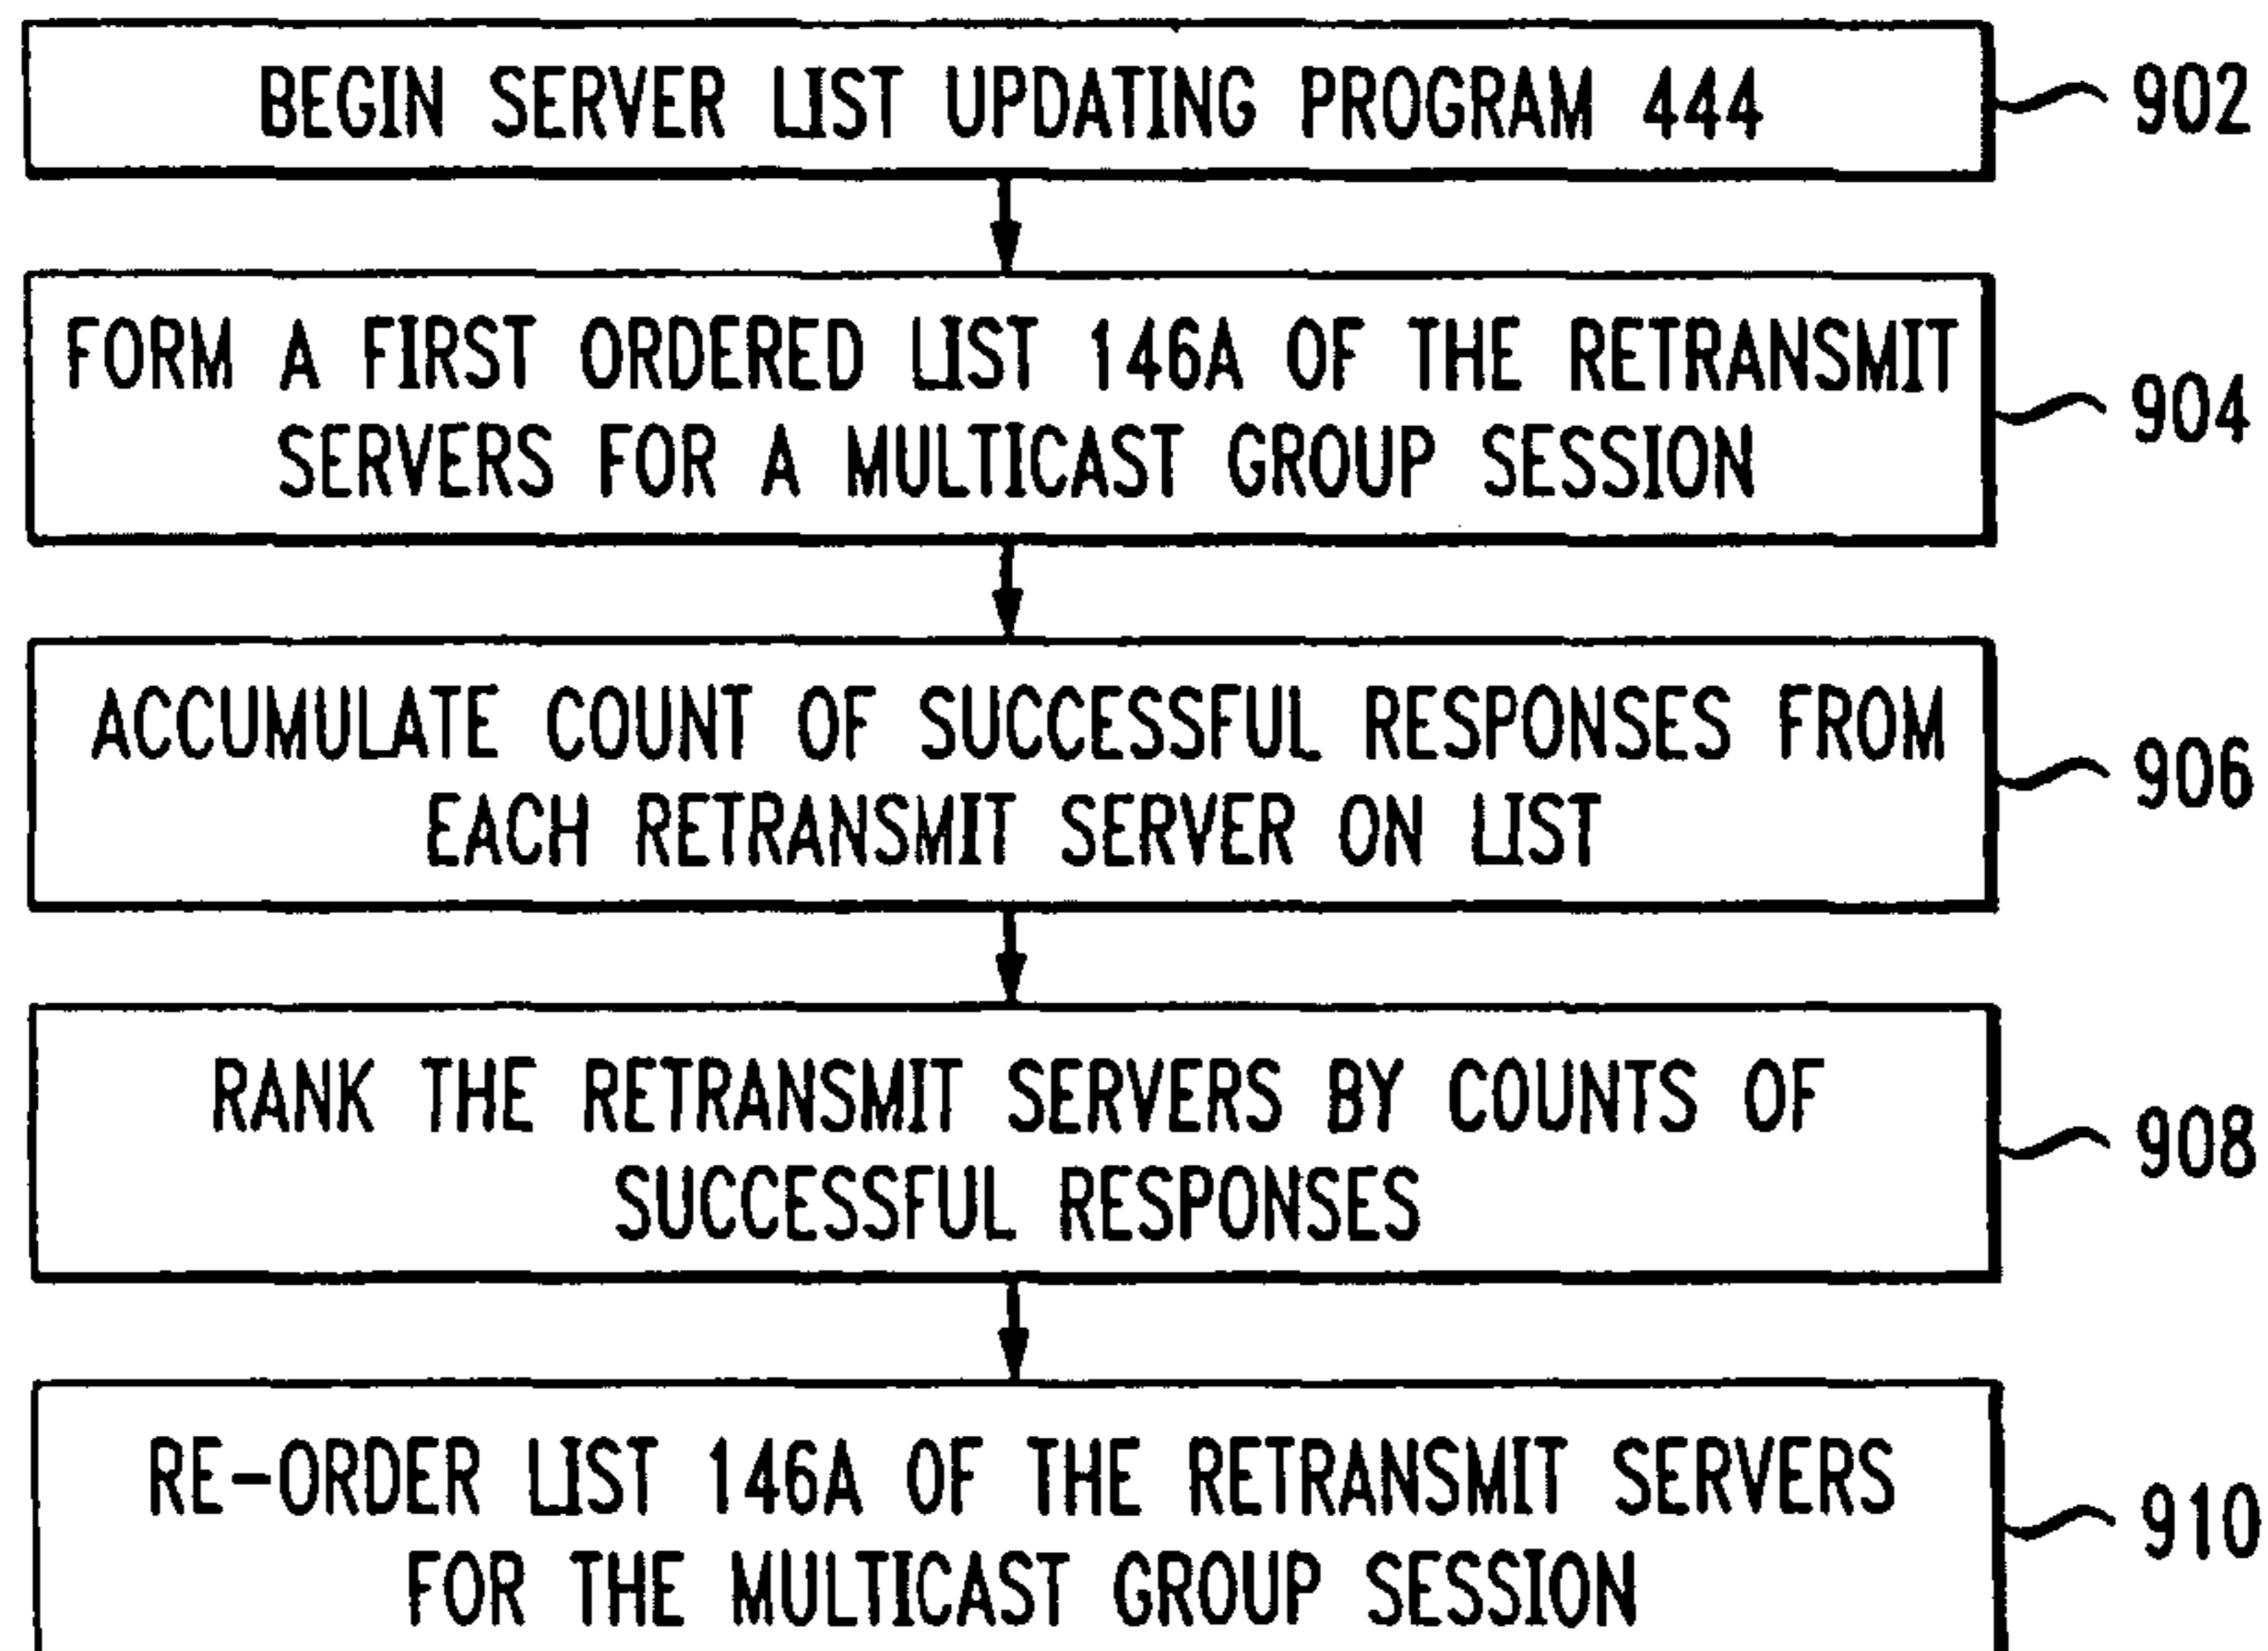 BEGIN SERVER LIST UPDATING PROGRAM 444
902
FORM A FIRST ORDERED LIST 146A OF THE RETRANSMIT
SERVERS FOR A MULTICAST GROUP SESSION
904
ACCUMULATE COUNT OF SUCCESSFUL RESPONSES FROM
EACH RETRANSMIT SERVER ON LIST
906
RANK THE RETRANSMIT SERVERS BY COUNTS OF
SUCCESSFUL RESPONSES
908
RE-ORDER LIST 146A OF THE RETRANSMIT SERVERS
FOR THE MULTICAST GROUP SESSION
910